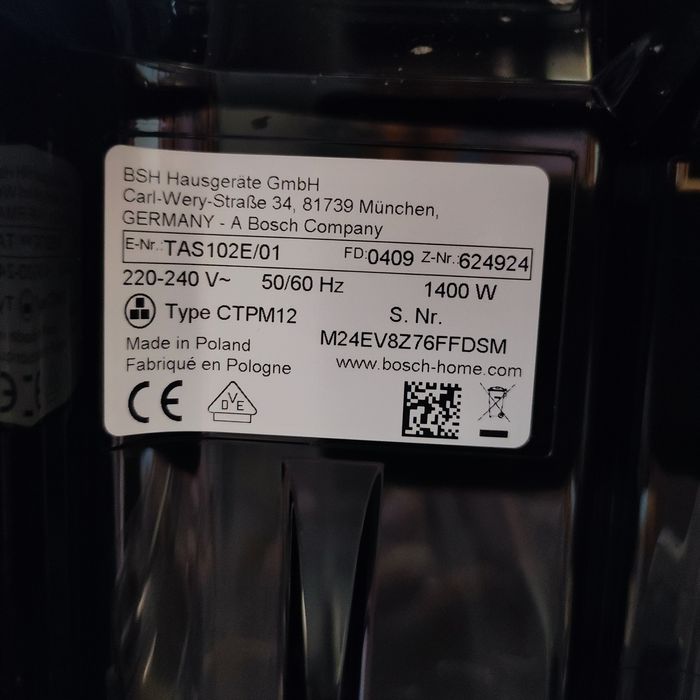 BSH Hausgeräte GmbH
Carl-Wery-Straße 34, 81739 München,
GERMANY - A Bosch Company
E-Nr.: TAS102E/01 FD: 0409 Z-Nr.: 624924
220-240 V~ 50/60 Hz 1400 W
Type CTPM12 S. Nr.
Made in Poland M24EV8Z76FFDSM
Fabriqué en Pologne www.bosch-home.com
CE DVE